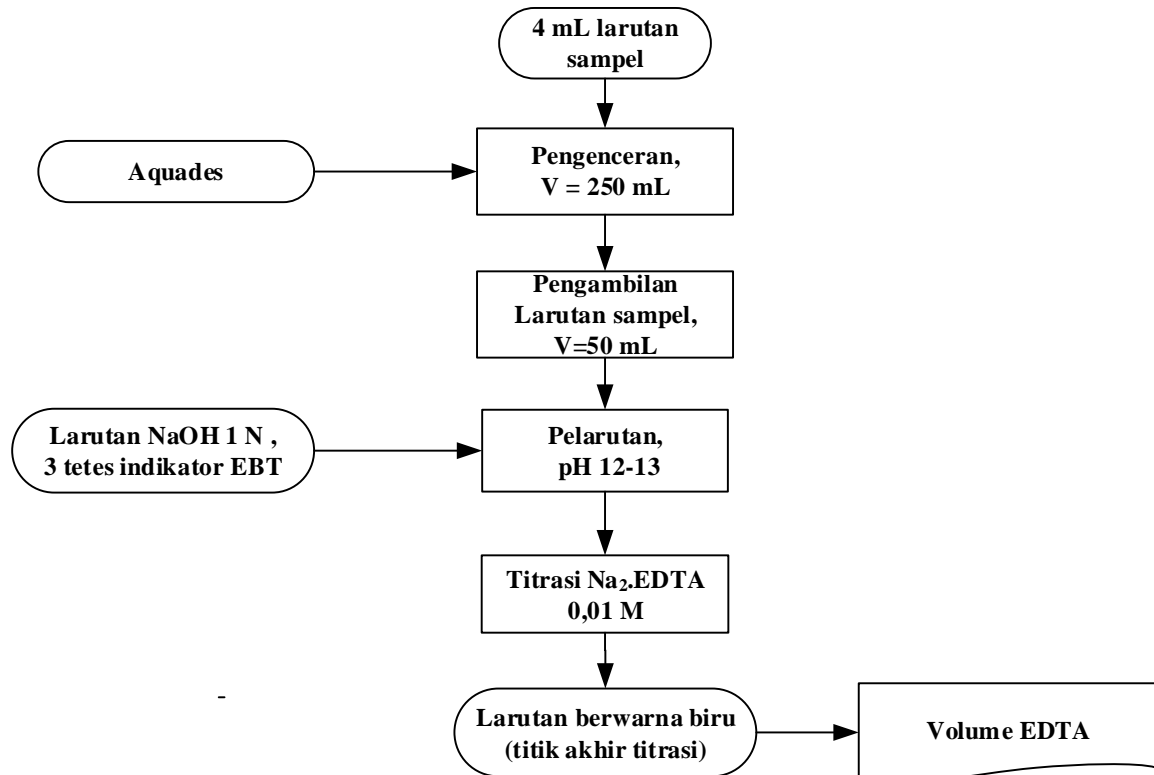 4 mL larutan
sampel
Aquades
Pengenceran,
V = 250 mL
Pengambilan
Larutan sampel,
V=50 mL
Larutan NaOH 1 N ,
3 tetes indikator EBT
Pelarutan,
pH 12-13
Titrasi Na₂.EDTA
0,01 M
-
Larutan berwarna biru
(titik akhir titrasi)
Volume EDTA